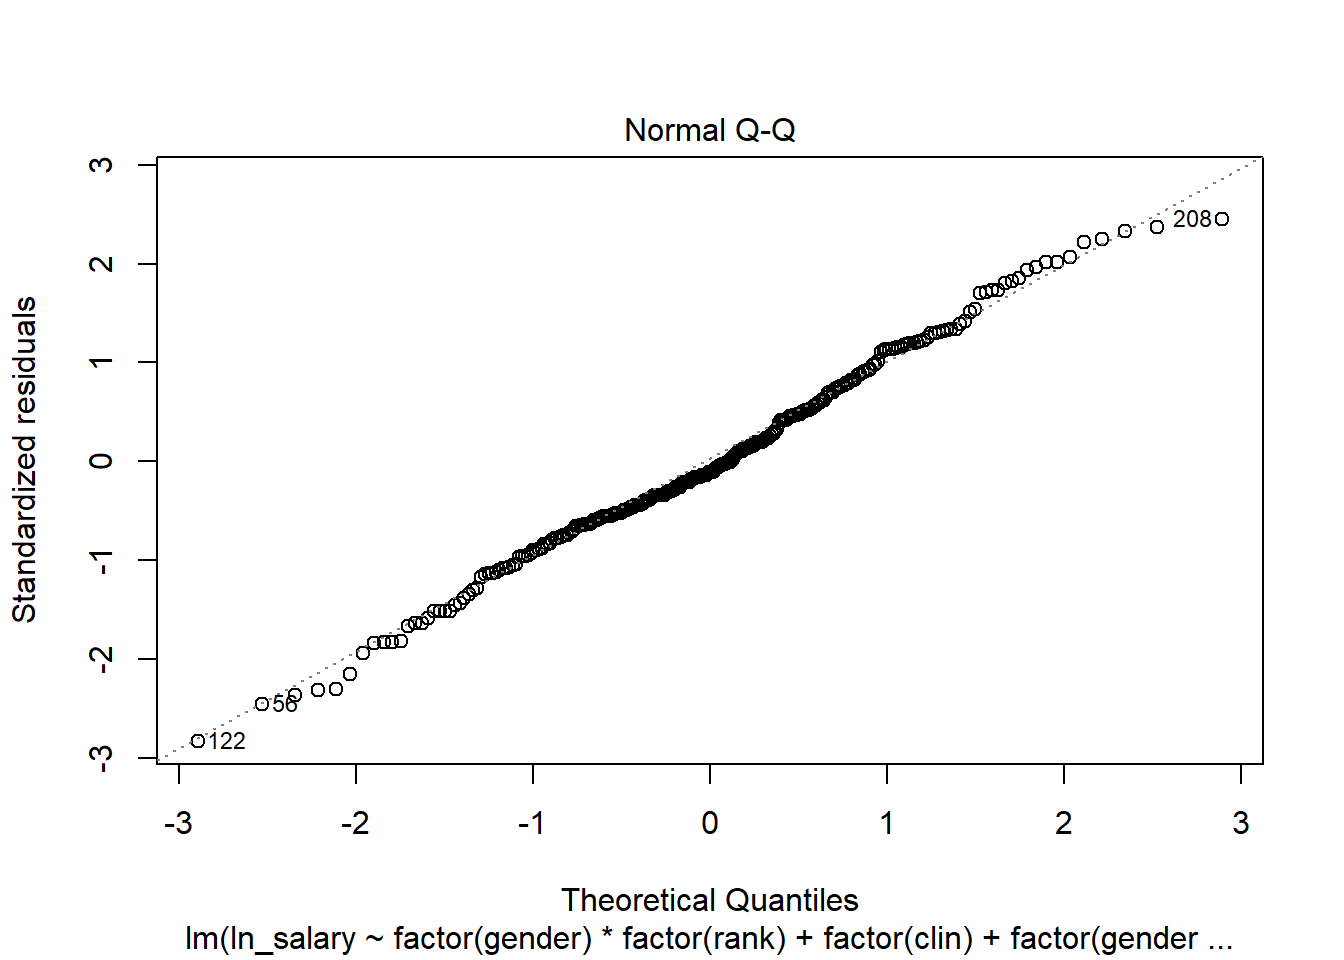 Normal Q-Q
Standardized residuals
3
2
1
0
-1
-2
-3
208
56
122
-3 -2 -1 0 1 2 3
Theoretical Quantiles
lm(ln_salary ~ factor(gender) * factor(rank) + factor(clin) + factor(gender ...